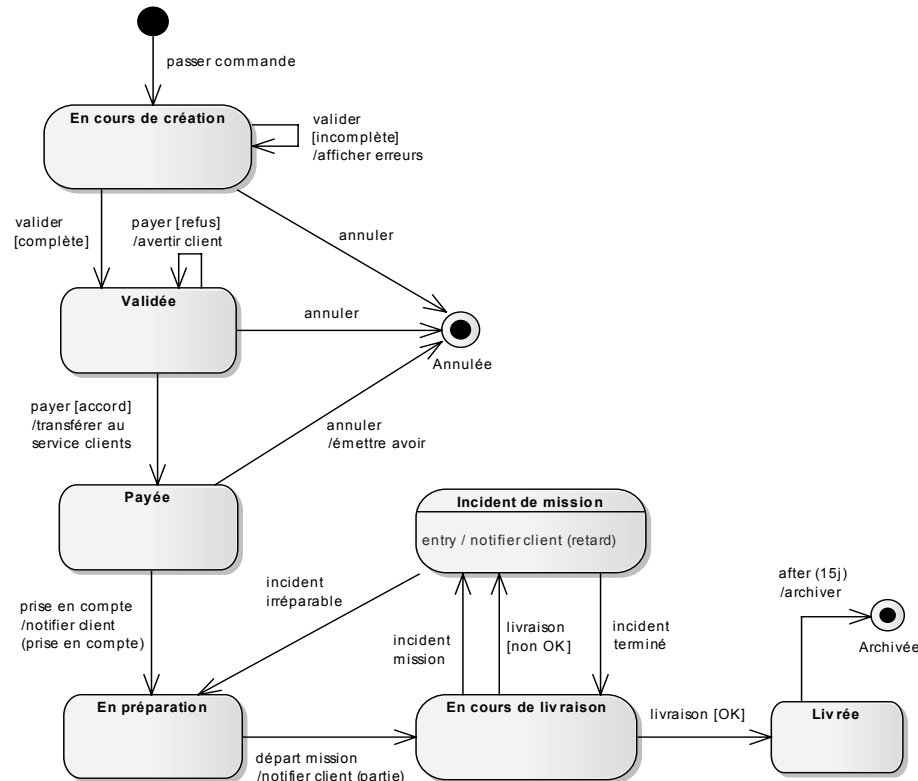 passer commande
En cours de création
valider
[incomplète]
/afficher erreurs
valider
[complète]
payer [refus]
/avertir client
annuler
Validée
annuler
Annulée
payer [accord]
/transférer au
service clients
annuler
/émettre avoir
Payée
Incident de mission
entry / notifier client (retard)
after (15j)
/archiver
Archivée
prise en compte
/notifier client
(prise en compte)
incident
irréparable
incident
mission
livraison
[non OK]
incident
terminé
En préparation
En cours de livraison
livraison [OK]
Livrée
départ mission
/notifier client (partie)